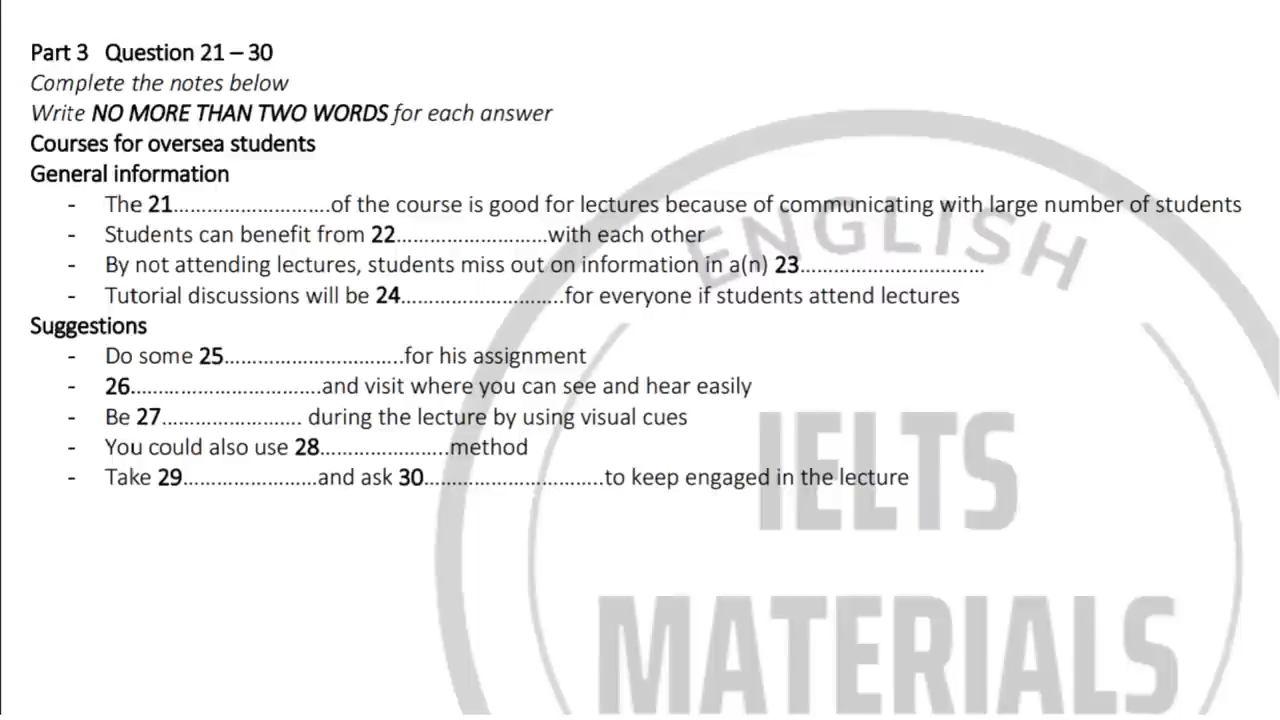 Part 3 Question 21 – 30
Complete the notes below
Write NO MORE THAN TWO WORDS for each answer
Courses for oversea students
General information
- The 21..............................of the course is good for lectures because of communicating with large number of students
- Students can benefit from 22............................with each other
- By not attending lectures, students miss out on information in a(n) 23.................................
- Tutorial discussions will be 24..............................for everyone if students attend lectures
Suggestions
- Do some 25................................for his assignment
- 26..................................and visit where you can see and hear easily
- Be 27......................... during the lecture by using visual cues
- You could also use 28.......................method
- Take 29........................and ask 30................................to keep engaged in the lecture
ENGLISH
IELTS
MATERIALS